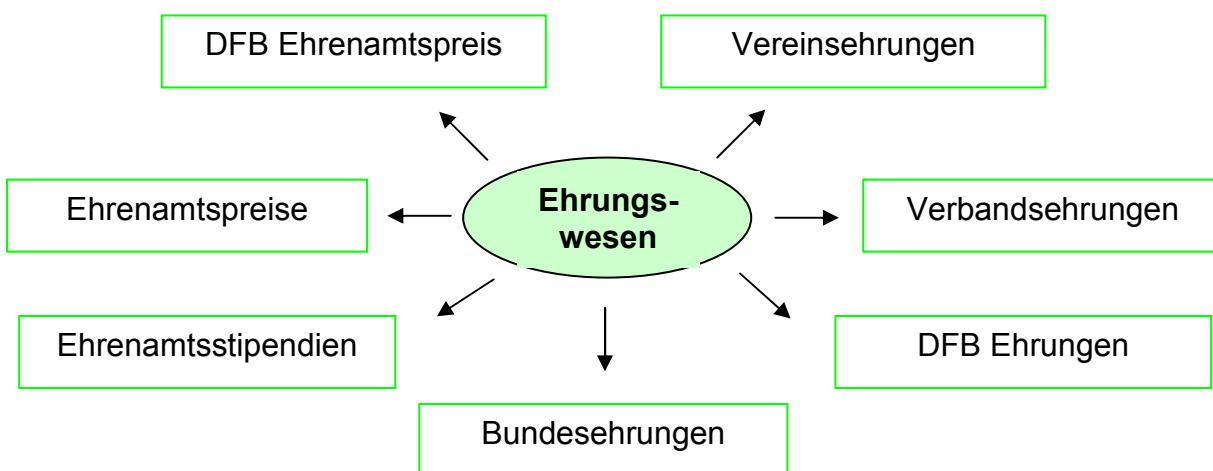 DFB Ehrenamtspreis
Vereinsehrungen
Ehrenamtspreise
Ehrungs-
wesen
Verbandsehrungen
Ehrenamtsstipendien
DFB Ehrungen
Bundesehrungen